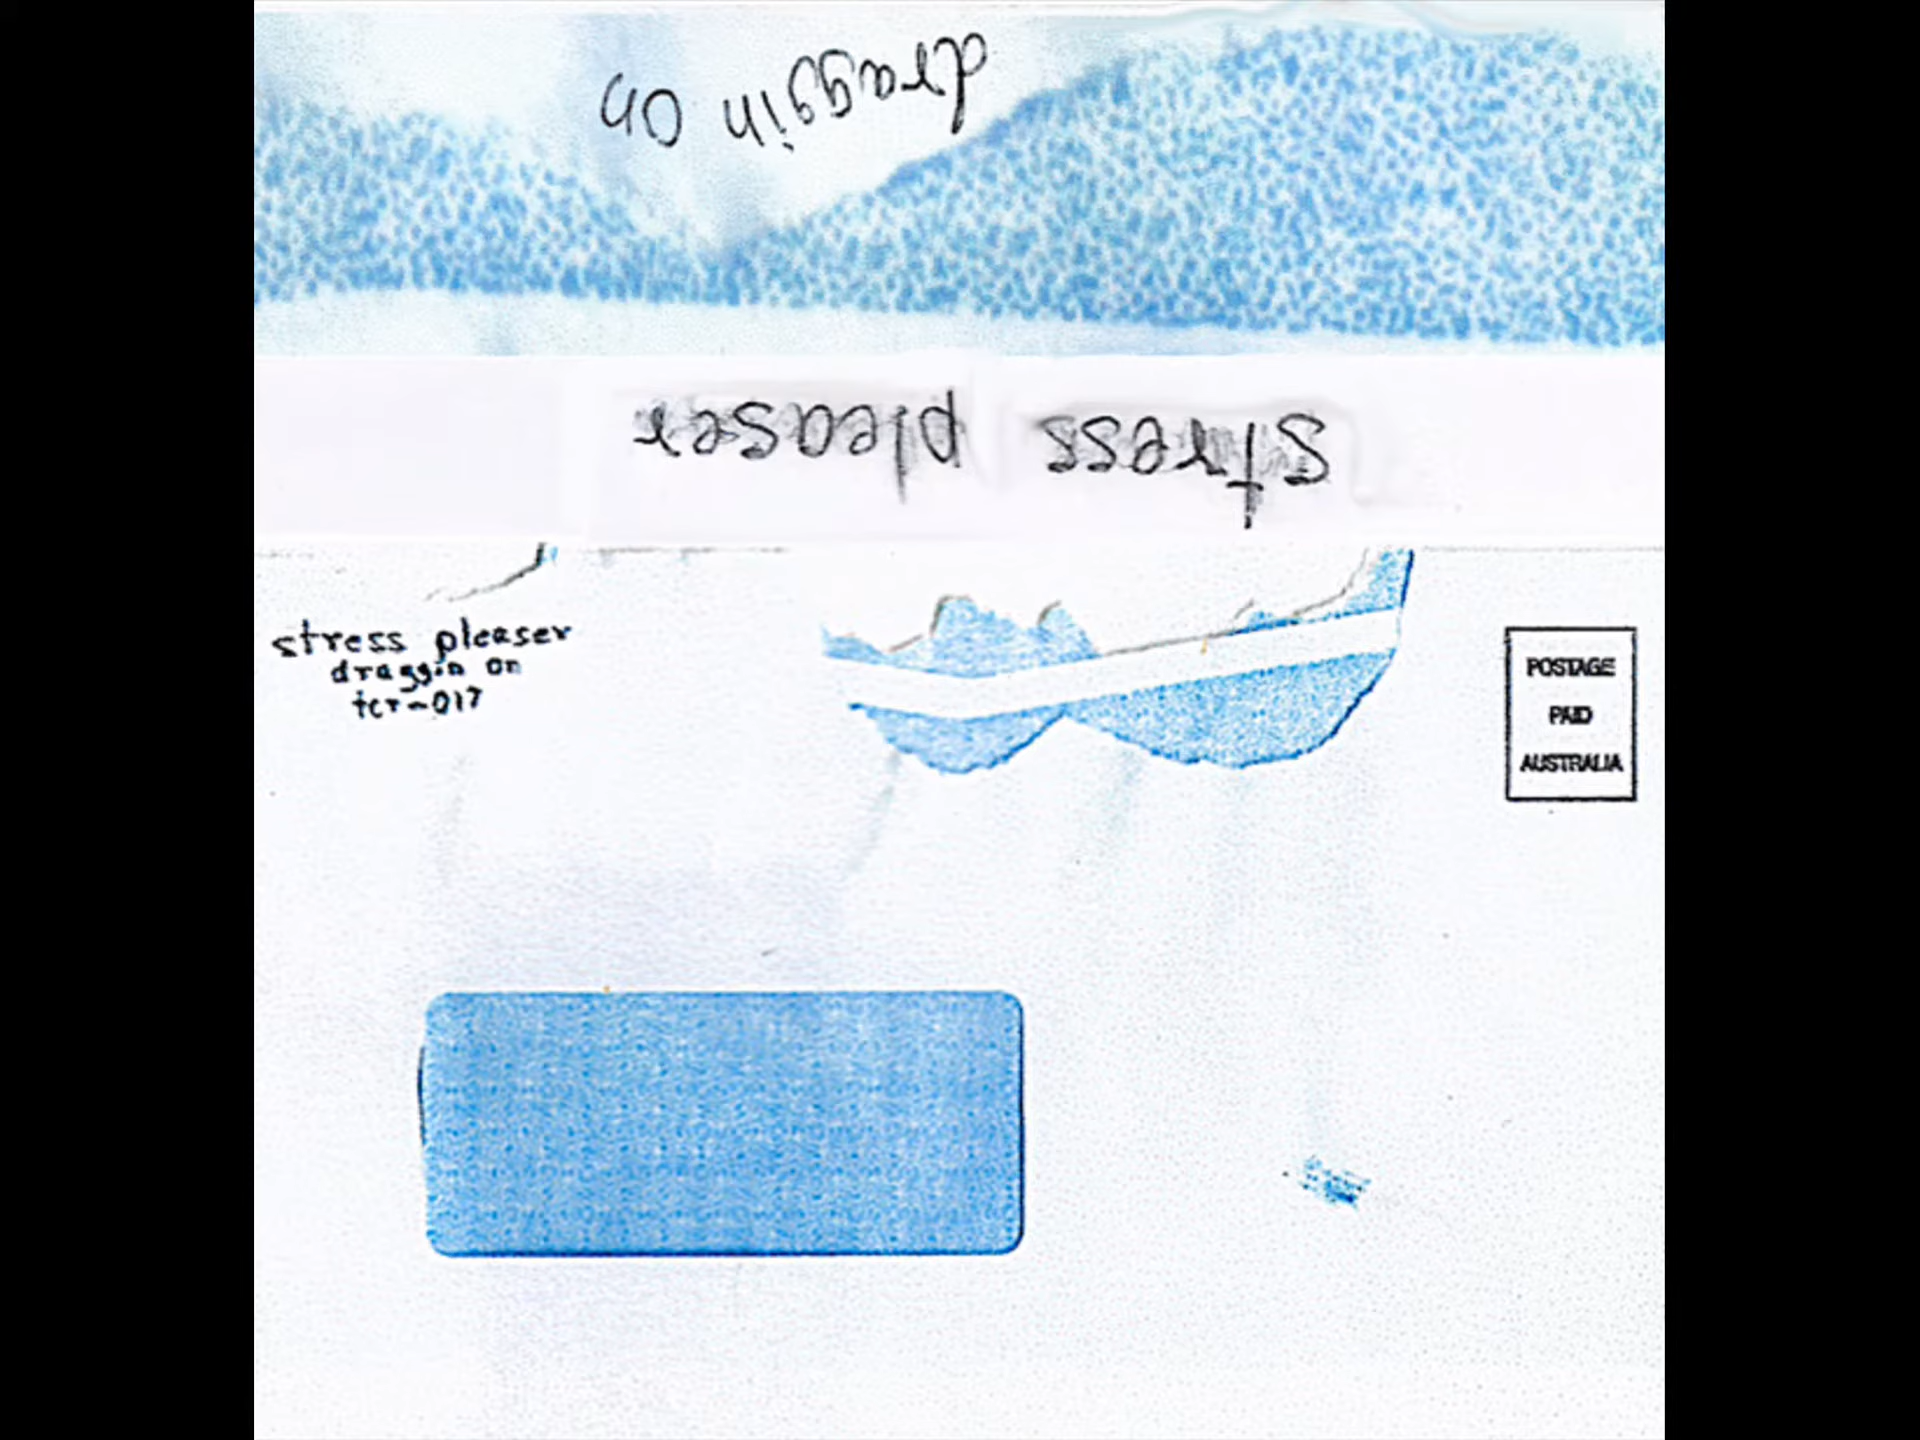 draggin on
stress pleaser
stress pleaser
draggin on
tcr-017
POSTAGE
PAID
AUSTRALIA